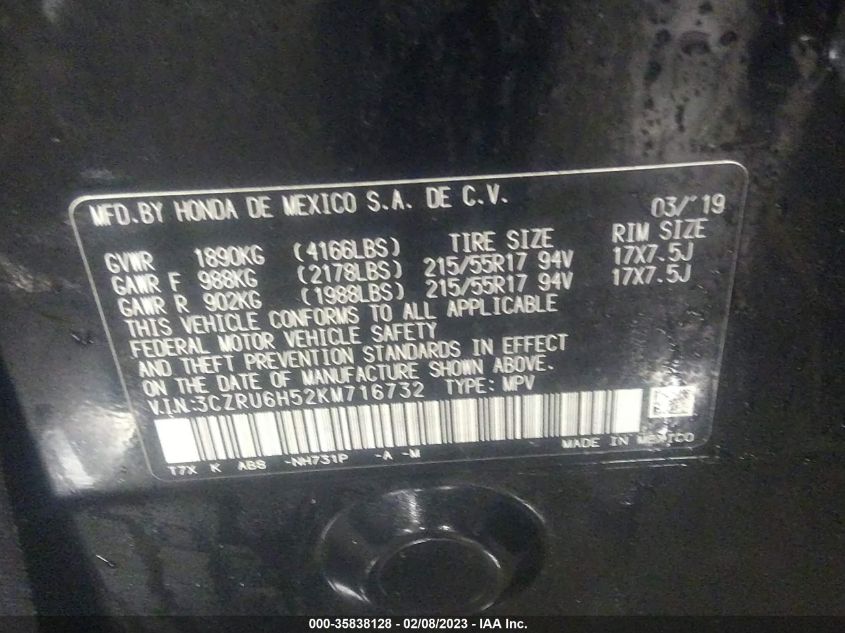 MFD.BY HONDA DE MEXICO S.A. DE C.V. 03/19
GVWR 1890KG (4166LBS) TIRE SIZE RIM SIZE
GAWR F 988KG (2178LBS) 215/55R17 94V 17X7.5J
GAWR R 902KG (1988LBS) 215/55R17 94V 17X7.5J
THIS VEHICLE CONFORMS TO ALL APPLICABLE
FEDERAL MOTOR VEHICLE SAFETY
AND THEFT PREVENTION STANDARDS IN EFFECT
ON THE DATE OF MANUFACTURE SHOWN ABOVE.
V.I.N.:3CZRU6H52KM716732 TYPE: MPV
T7X K ABS -NH731P -A -M MADE IN MEXICO
000-35838128 - 02/08/2023 - IAA Inc.